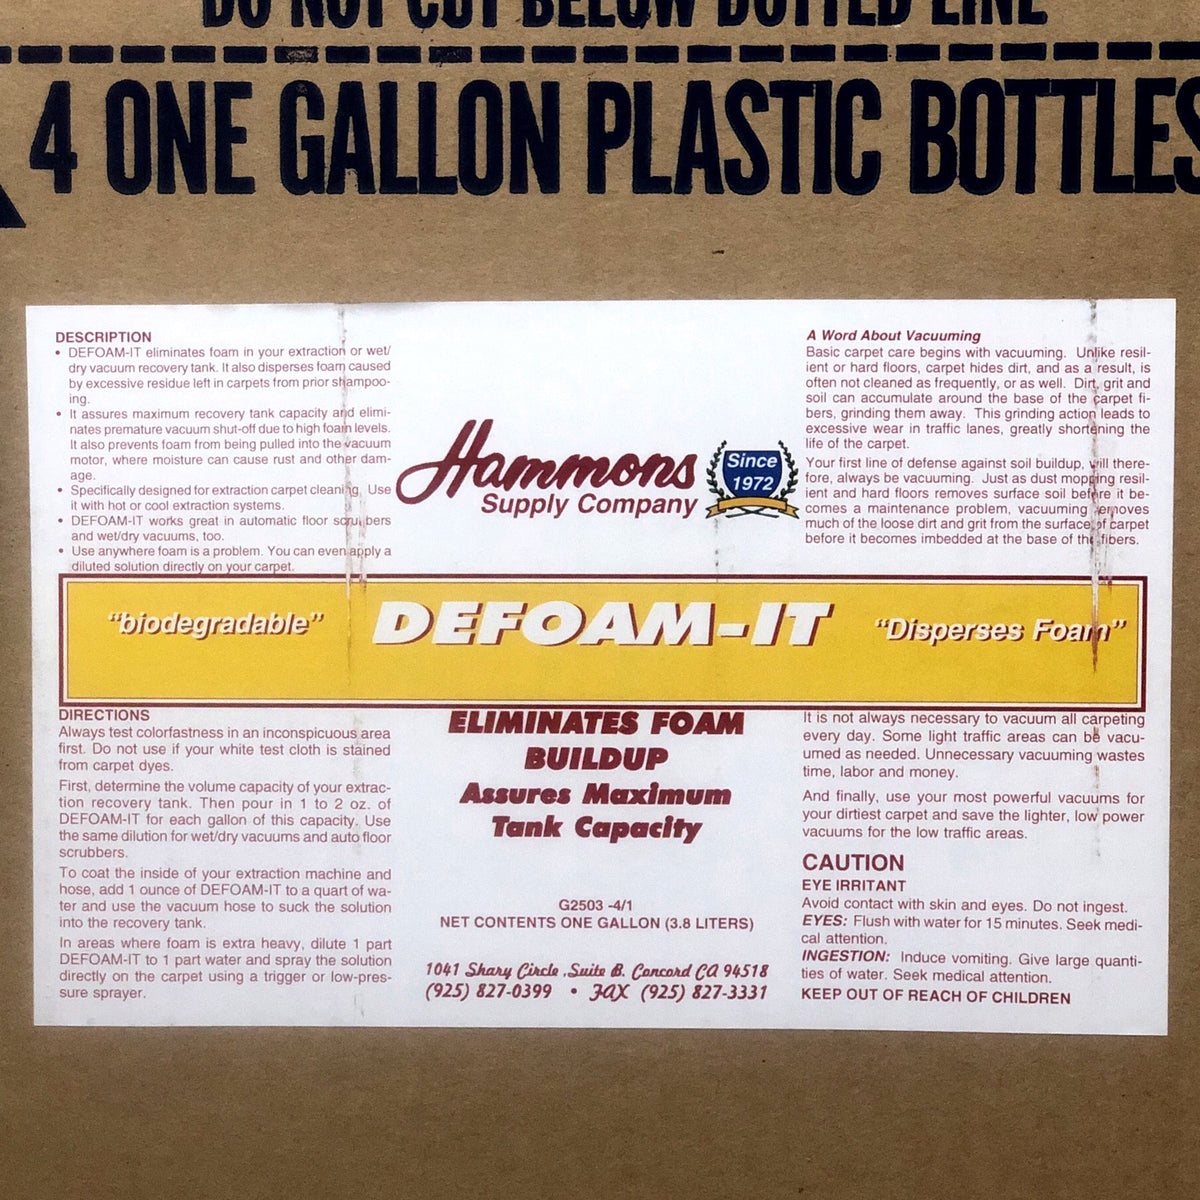 DO NOT CUT BELOW DOTTED LINE
4 ONE GALLON PLASTIC BOTTLES
DESCRIPTION
• DEFOAM-IT eliminates foam in your extraction or wet/
dry vacuum recovery tank. It also disperses foam caused
by excessive residue left in carpets from prior shampoo-
ing.
• It assures maximum recovery tank capacity and elimi-
nates premature vacuum shut-off due to high foam levels.
It also prevents foam from being pulled into the vacuum
motor, where moisture can cause rust and other dam-
age.
• Specifically designed for extraction carpet cleaning. Use
it with hot or cool extraction systems.
• DEFOAM-IT works great in automatic floor scrubbers
and wet/dry vacuums, too.
• Use anywhere foam is a problem. You can even apply a
diluted solution directly on your carpet.
Hammons
Supply Company
Since
1972
A Word About Vacuuming
Basic carpet care begins with vacuuming. Unlike resil-
ient or hard floors, carpet hides dirt, and as a result, is
often not cleaned as frequently, or as well. Dirt, grit and
soil can accumulate around the base of the carpet fi-
bers, grinding them away. This grinding action leads to
excessive wear in traffic lanes, greatly shortening the
life of the carpet.
Your first line of defense against soil buildup, will there-
fore, always be vacuuming. Just as dust mopping resil-
ient and hard floors removes surface soil before it be-
comes a maintenance problem, vacuuming removes
much of the loose dirt and grit from the surface of carpet
before it becomes imbedded at the base of the fibers.
"biodegradable"
DEFOAM-IT
"Disperses Foam"
DIRECTIONS
Always test colorfastness in an inconspicuous area
first. Do not use if your white test cloth is stained
from carpet dyes.
First, determine the volume capacity of your extrac-
tion recovery tank. Then pour in 1 to 2 oz. of
DEFOAM-IT for each gallon of this capacity. Use
the same dilution for wet/dry vacuums and auto floor
scrubbers.
To coat the inside of your extraction machine and
hose, add 1 ounce of DEFOAM-IT to a quart of wa-
ter and use the vacuum hose to suck the solution
into the recovery tank.
In areas where foam is extra heavy, dilute 1 part
DEFOAM-IT to 1 part water and spray the solution
directly on the carpet using a trigger or low-pres-
sure sprayer.
ELIMINATES FOAM
BUILDUP
Assures Maximum
Tank Capacity
G2503 -4/1
NET CONTENTS ONE GALLON (3.8 LITERS)
1041 Shary Circle ,Suite B. Concord CA 94518
(925) 827-0399 • FAX (925) 827-3331
It is not always necessary to vacuum all carpeting
every day. Some light traffic areas can be vacu-
umed as needed. Unnecessary vacuuming wastes
time, labor and money.
And finally, use your most powerful vacuums for
your dirtiest carpet and save the lighter, low power
vacuums for the low traffic areas.
CAUTION
EYE IRRITANT
Avoid contact with skin and eyes. Do not ingest.
EYES: Flush with water for 15 minutes. Seek medi-
cal attention.
INGESTION: Induce vomiting. Give large quanti-
ties of water. Seek medical attention.
KEEP OUT OF REACH OF CHILDREN